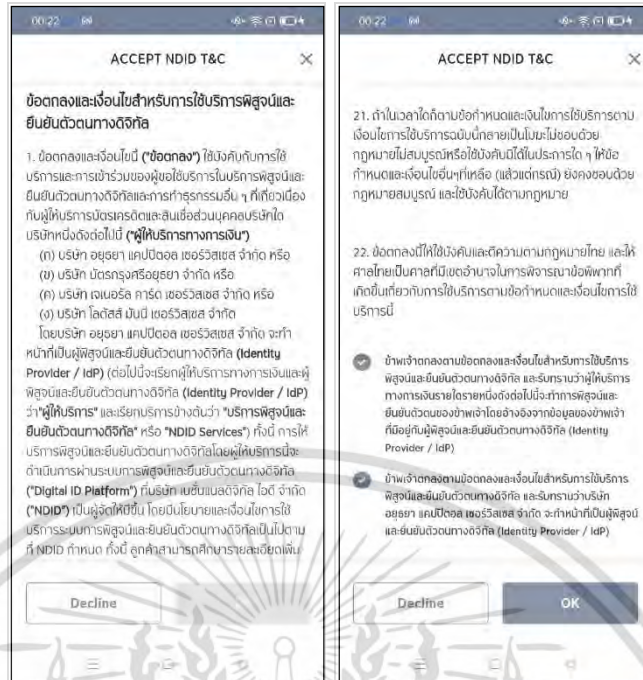 00:22
ACCEPT NDID T&C
ข้อตกลงและเงื่อนไขสำหรับการใช้บริการพิสูจน์และ
ยืนยันตัวตนทางดิจิทัล
1. ข้อตกลงและเงื่อนไขนี้ ("ข้อตกลง") ใช้บังคับกับการใช้
บริการและการเข้าร่วมของผู้ขอใช้บริการในบริการพิสูจน์และ
ยืนยันตัวตนทางดิจิทัลและการทำธุรกรรมอื่น ๆ ที่เกี่ยวเนื่อง
กับผู้ให้บริการบัตรเครดิตและสินเชื่อส่วนบุคคลบริษัทใด
บริษัทหนึ่งดังต่อไปนี้ ("ผู้ให้บริการทางการเงิน")
(ก) บริษัท อยุธยา แคปปิตอล เซอร์วิสเซส จำกัด หรือ
(ข) บริษัท บัตรกรุงศรีอยุธยา จำกัด หรือ
(ค) บริษัท เจเนอรัล คาร์ด เซอร์วิสเซส จำกัด หรือ
(ง) บริษัท โลตัสส์ มันนี่ เซอร์วิสเซส จำกัด
โดยบริษัท อยุธยา แคปปิตอล เซอร์วิสเซส จำกัด จะทำ
หน้าที่เป็นผู้พิสูจน์และยืนยันตัวตนทางดิจิทัล (Identity
Provider / IdP) (ต่อไปนี้จะเรียกผู้ให้บริการทางการเงินและผู้
พิสูจน์และยืนยันตัวตนทางดิจิทัล (Identity Provider / IdP)
ว่า"ผู้ให้บริการ" และเรียกบริการข้างต้นว่า "บริการพิสูจน์และ
ยืนยันตัวตนทางดิจิทัล" หรือ "NDID Services") ทั้งนี้ การให้
บริการพิสูจน์และยืนยันตัวตนทางดิจิทัลโดยผู้ให้บริการนี้จะ
ดำเนินการผ่านระบบการพิสูจน์และยืนยันตัวตนทางดิจิทัล
("Digital ID Platform") ที่บริษัท เนชั่นแนลดิจิทัล ไอดี จำกัด
("NDID") เป็นผู้จัดให้มีขึ้น โดยมีนโยบายและเงื่อนไขการใช้
บริการระบบการพิสูจน์และยืนยันตัวตนทางดิจิทัลเป็นไปตาม
ที่ NDID กำหนด ทั้งนี้ ลูกค้าสามารถศึกษารายละเอียดเพิ่ม
Decline
00:22
ACCEPT NDID T&C
21. ถ้าในเวลาใดก็ตามข้อกำหนดและเงินไขการใช้บริการตาม
เงื่อนไขการใช้บริการฉบับนี้กลายเป็นโมฆะไม่ชอบด้วย
กฎหมายไม่สมบูรณ์หรือใช้บังคับมิได้ในประการใด ๆ ให้ข้อ
กำหนดและเงื่อนไขอื่นๆที่เหลือ (แล้วแต่กรณี) ยังคงชอบด้วย
กฎหมายสมบูรณ์ และใช้บังคับได้ตามกฎหมาย
22. ข้อตกลงนี้ให้ใช้บังคับและตีความตามกฎหมายไทย และให้
ศาลไทยเป็นศาลที่มีเขตอำนาจในการพิจารณาข้อพิพาทที่
เกิดขึ้นเกี่ยวกับการใช้บริการตามข้อกำหนดและเงื่อนไขการใช้
บริการนี้
ข้าพเจ้าตกลงตามข้อตกลงและเงื่อนไขสำหรับการใช้บริการ
พิสูจน์และยืนยันตัวตนทางดิจิทัล และรับทราบว่าผู้ให้บริการ
ทางการเงินรายใดรายหนึ่งดังต่อไปนี้จะทำการพิสูจน์และ
ยืนยันตัวตนของข้าพเจ้าโดยอ้างอิงจากข้อมูลของข้าพเจ้า
ที่มีอยู่กับผู้พิสูจน์และยืนยันตัวตนทางดิจิทัล (Identity
Provider / IdP)
ข้าพเจ้าตกลงตามข้อตกลงและเงื่อนไขสำหรับการใช้บริการ
พิสูจน์และยืนยันตัวตนทางดิจิทัล และรับทราบว่าบริษัท
อยุธยา แคปปิตอล เซอร์วิสเซส จำกัด จะทำหน้าที่เป็นผู้พิสูจน์
และยืนยันตัวตนทางดิจิทัล (Identity Provider / IdP)
Decline
OK